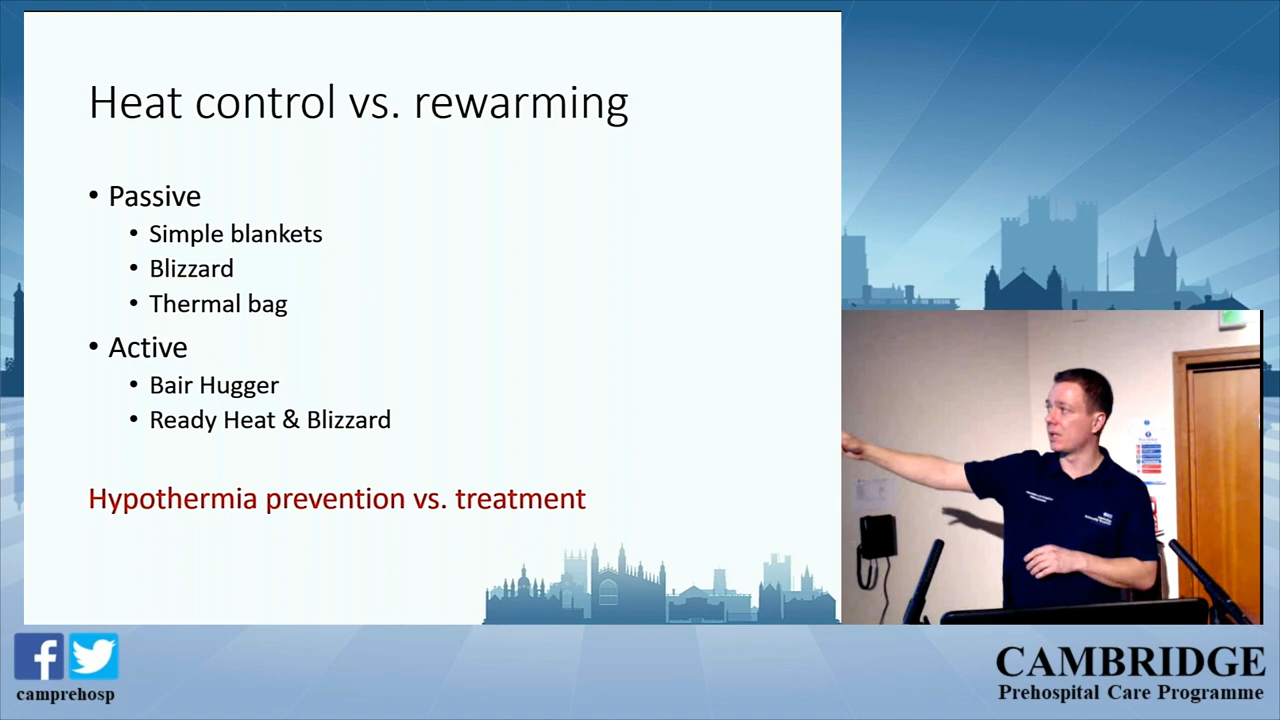 Heat control vs. rewarming
• Passive
• Simple blankets
• Blizzard
• Thermal bag
• Active
• Bair Hugger
• Ready Heat & Blizzard
Hypothermia prevention vs. treatment
camprehosp
CAMBRIDGE
Prehospital Care Programme